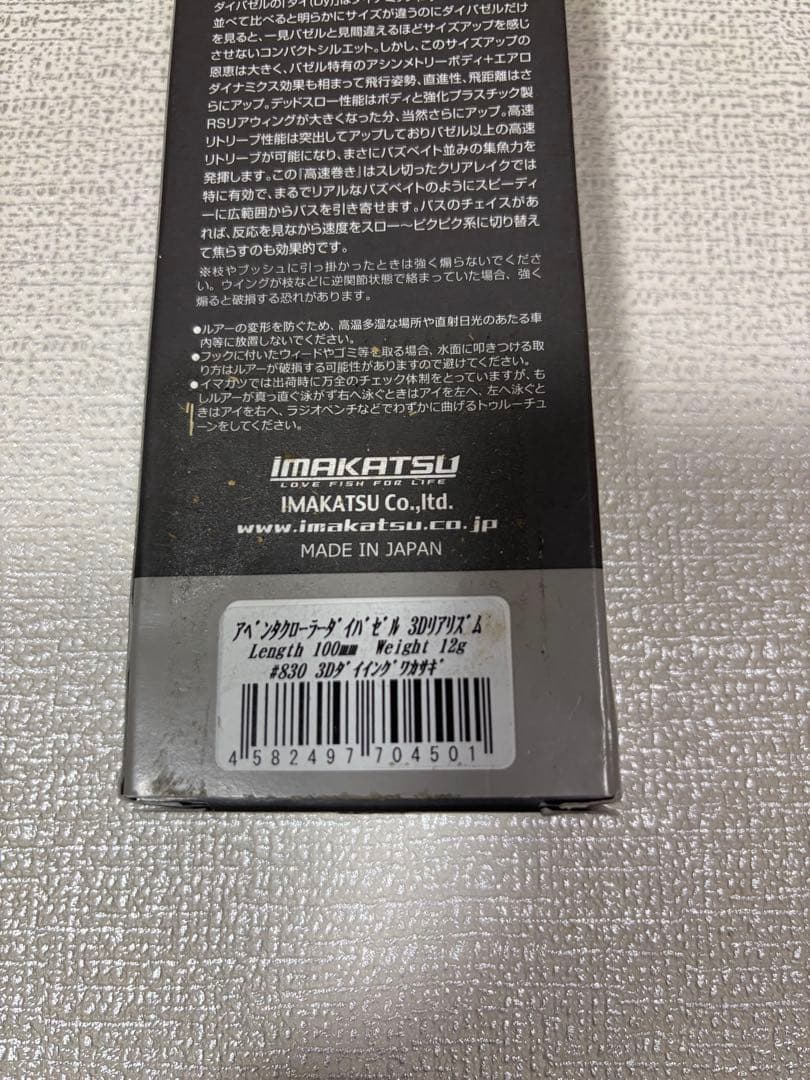 ダイバゼルの「ダイ(Dy)」はダイナミック
並べて比べると明らかにサイズが違うのにダイバゼルだけ
を見ると、一見バゼルと見間違えるほどサイズアップを感じ
させないコンパクトシルエット。しかし、このサイズアップの
恩恵は大きく、バゼル特有のアシンメトリーボディ+エアロ
ダイナミクス効果も相まって飛行姿勢、直進性、飛距離はさ
らにアップ。デッドスロー性能はボディと強化プラスチック製
RSリアウィングが大きくなった分、当然さらにアップ。高速
リトリーブ性能は突出してアップしておりバゼル以上の高速
リトリーブが可能になり、まさにバズベイト並みの集魚力を
発揮します。この『高速巻き』はスレ切ったクリアレイクでは
特に有効で、まるでリアルなバズベイトのようにスピーディ
ーに広範囲からバスを引き寄せます。バスのチェイスがあ
れば、反応を見ながら速度をスロー〜ピクピク系に切り替え
て焦らすのも効果的です。
※枝やブッシュに引っ掛かったときは強く煽らないでくださ
い。ウイングが枝などに逆関節状態で絡まっていた場合、強く
煽ると破損する恐れがあります。
●ルアーの変形を防ぐため、高温多湿な場所や直射日光のあたる車
内等に放置しないでください。
●フックに付いたウィードやゴミ等を取る場合、水面に叩きつける取
り方はルアーが破損する可能性がありますので避けてください。
●イマカツでは出荷時に万全のチェック体制をとっていますが、も
しルアーが真っ直ぐ泳がず右へ泳ぐときはアイを左へ、左へ泳ぐと
きはアイを右へ、ラジオペンチなどでわずかに曲げるトゥルーチュ
ーンをしてください。
IMAKATSU
LOVE FISH FOR LIFE
IMAKATSU Co.,ltd.
www.imakatsu.co.jp
MADE IN JAPAN
ｱﾍﾞﾝﾀｸﾛｰﾗｰﾀﾞｲﾊﾞｾﾞﾙ 3Dﾘｱﾘｽﾞﾑ
Length 100mm Weight 12g
#830 3Dﾀﾞｲｲﾝｸﾞﾜｶｻｷﾞ
4 582497 704501